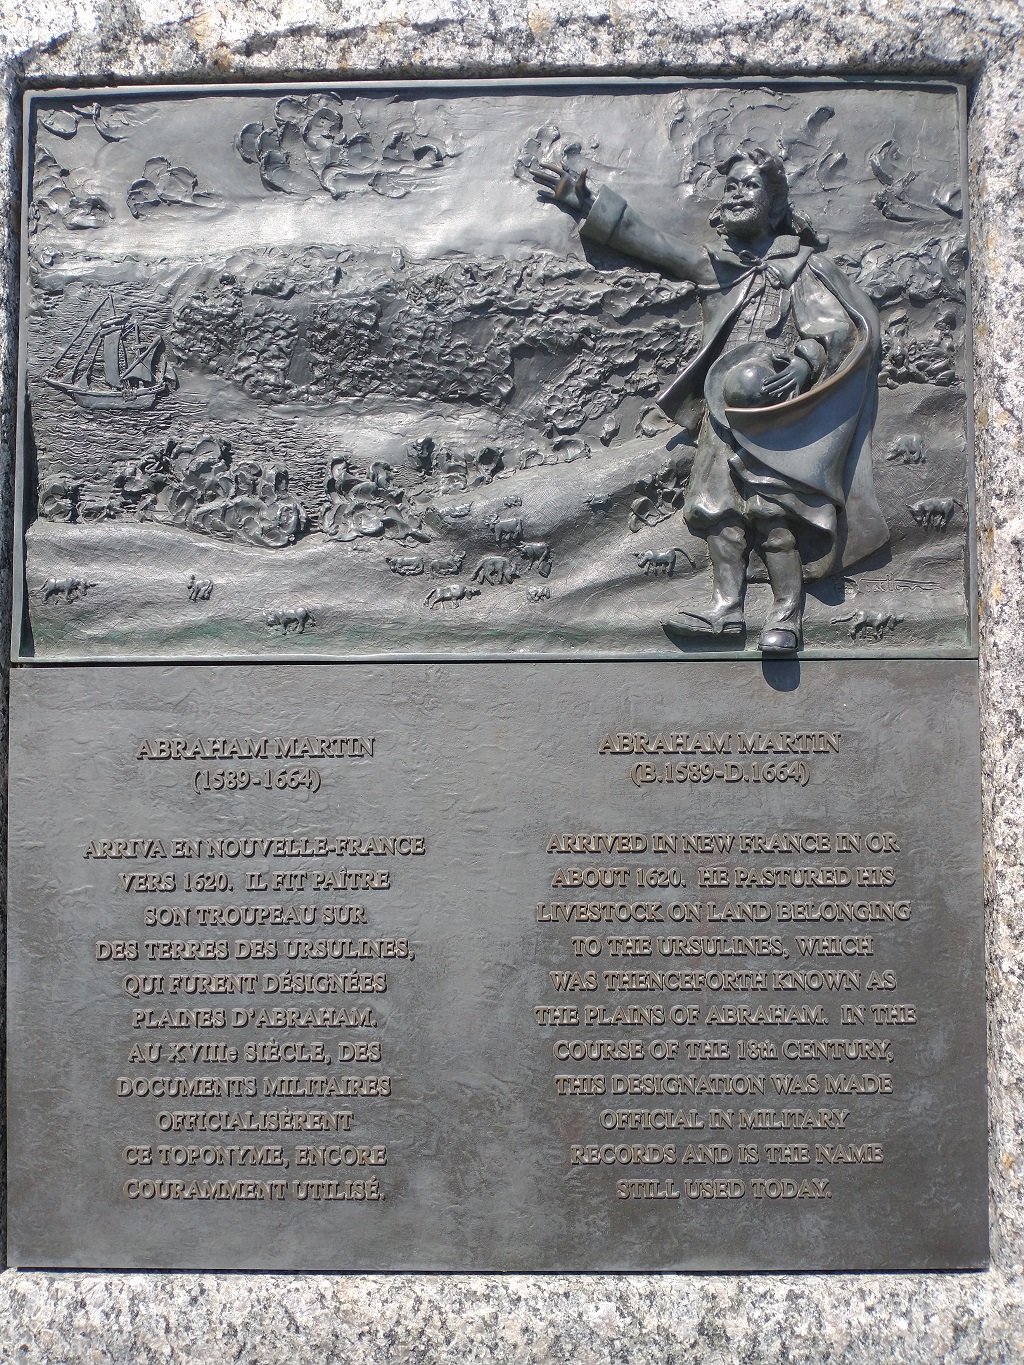 ABRAHAM MARTIN
(1589-1664)
ARRIVA EN NOUVELLE-FRANCE
VERS 1620. IL FIT PAÎTRE
SON TROUPEAU SUR
DES TERRES DES URSULINES,
QUI FURENT DÉSIGNÉES
PLAINES D'ABRAHAM.
AU XVIIIe SIÈCLE, DES
DOCUMENTS MILITAIRES
OFFICIALISÈRENT
CE TOPONYME, ENCORE
COURAMMENT UTILISÉ.
ABRAHAM MARTIN
(B.1589-D.1664)
ARRIVED IN NEW FRANCE IN OR
ABOUT 1620. HE PASTURED HIS
LIVESTOCK ON LAND BELONGING
TO THE URSULINES, WHICH
WAS THENCEFORTH KNOWN AS
THE PLAINS OF ABRAHAM. IN THE
COURSE OF THE 18th CENTURY,
THIS DESIGNATION WAS MADE
OFFICIAL IN MILITARY
RECORDS AND IS THE NAME
STILL USED TODAY.